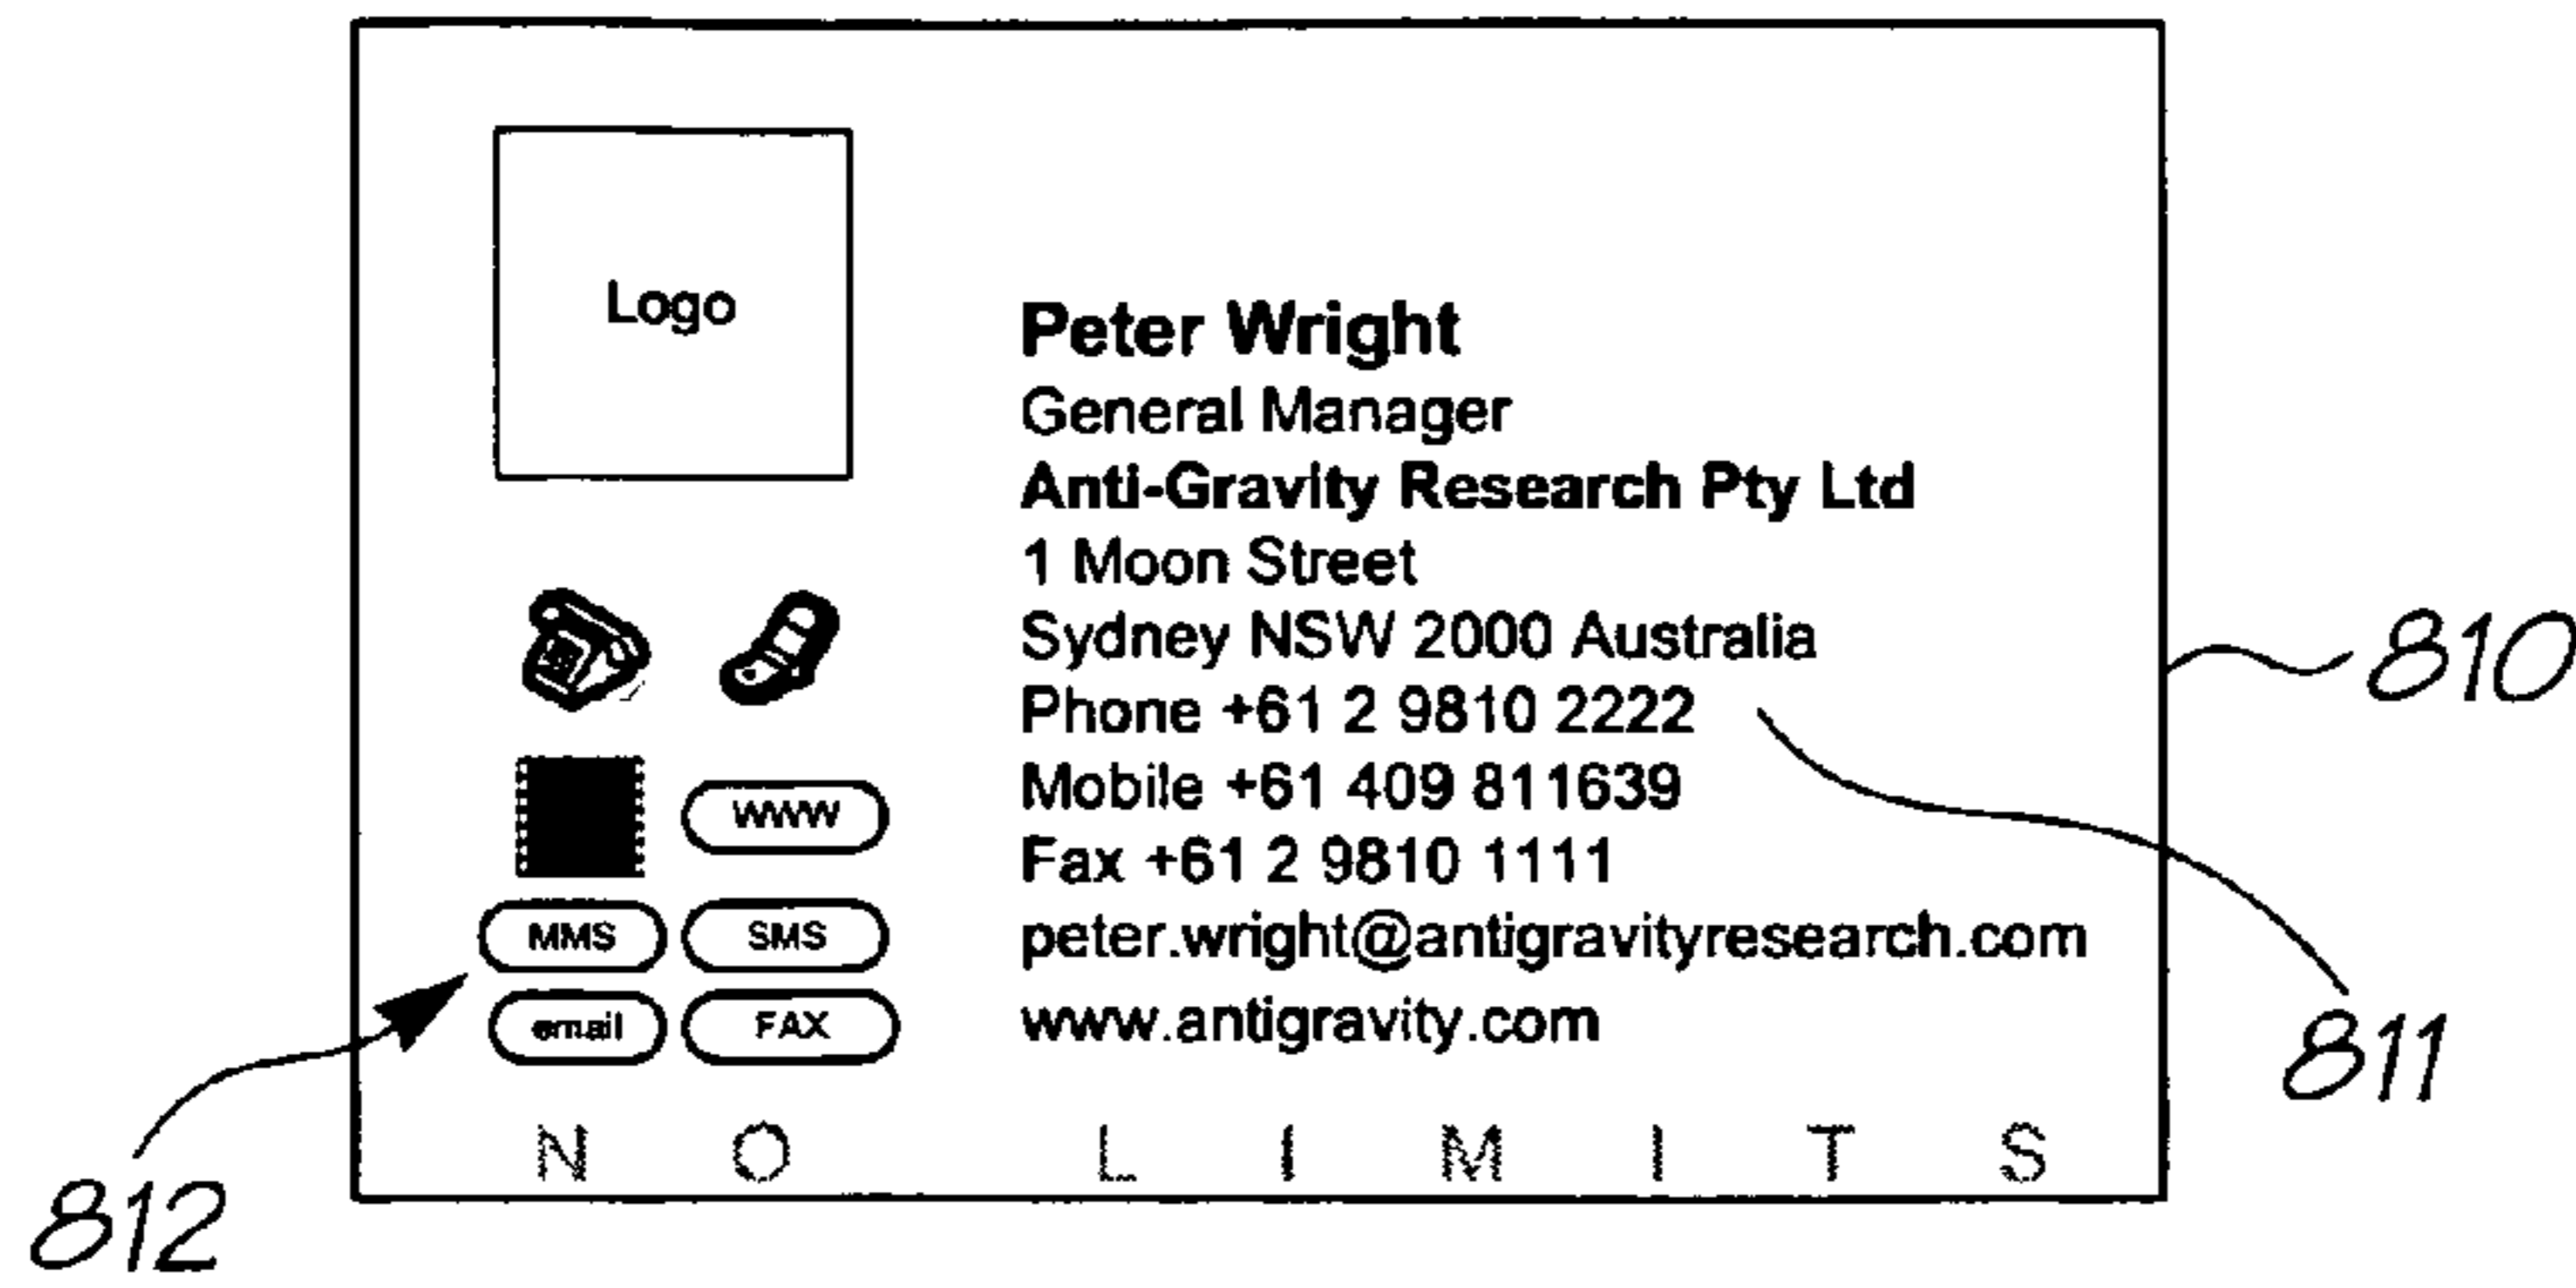 Logo
Peter Wright
General Manager
Anti-Gravity Research Pty Ltd
1 Moon Street
Sydney NSW 2000 Australia
Phone +61 2 9810 2222
Mobile +61 409 811639
Fax +61 2 9810 1111
peter.wright@antigravityresearch.com
www.antigravity.com
WWW
MMS SMS
email FAX
NO LIMITS
810
811
812